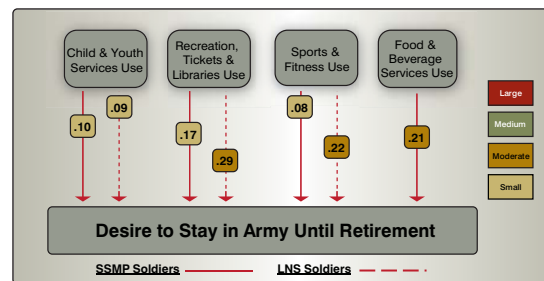 Child & Youth
Services Use
Recreation,
Tickets &
Libraries Use
Sports &
Fitness Use
Food &
Beverage
Services Use
.10
.09
.17
.29
.08
.22
.21
Large
Medium
Moderate
Small
Desire to Stay in Army Until Retirement
SSMP Soldiers
LNS Soldiers